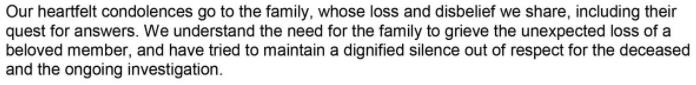 Our heartfelt condolences go to the family, whose loss and disbelief we share, including their
quest for answers. We understand the need for the family to grieve the unexpected loss of a
beloved member, and have tried to maintain a dignified silence out of respect for the deceased
and the ongoing investigation.